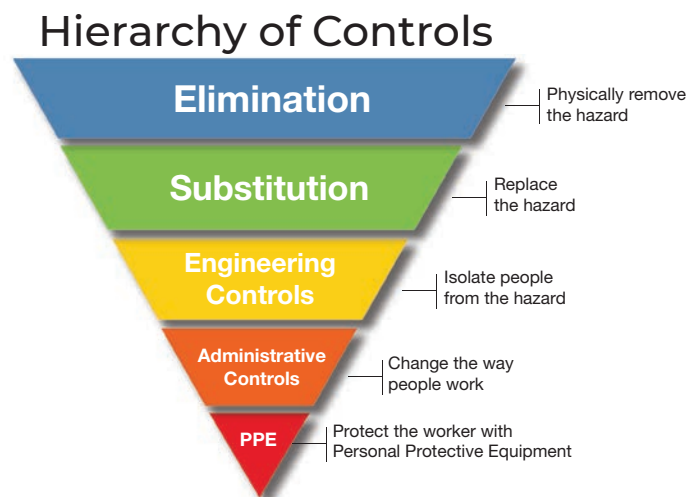 Hierarchy of Controls
Elimination
Physically remove
the hazard
Substitution
Replace
the hazard
Engineering
Controls
Isolate people
from the hazard
Administrative
Controls
Change the way
people work
PPE
Protect the worker with
Personal Protective Equipment